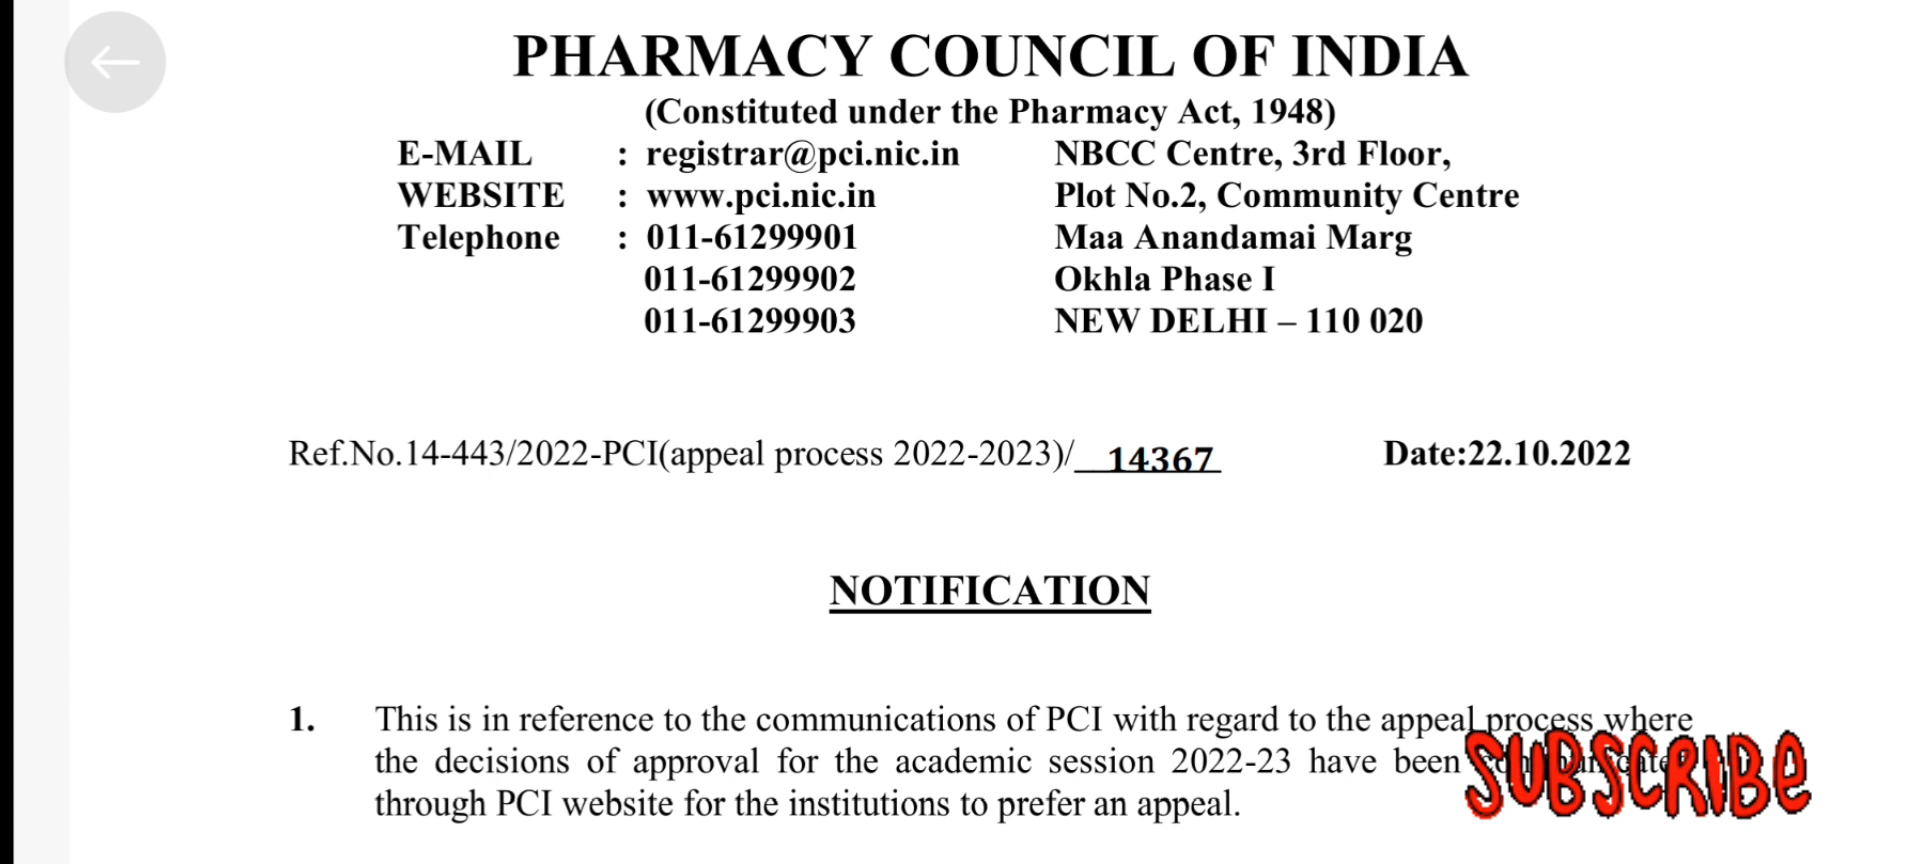 PHARMACY COUNCIL OF INDIA
(Constituted under the Pharmacy Act, 1948)
E-MAIL : registrar@pci.nic.in NBCC Centre, 3rd Floor,
WEBSITE : www.pci.nic.in Plot No.2, Community Centre
Telephone : 011-61299901 Maa Anandamai Marg
011-61299902 Okhla Phase I
011-61299903 NEW DELHI – 110 020
Ref.No.14-443/2022-PCI(appeal process 2022-2023)/ 14367 Date:22.10.2022
NOTIFICATION
1. This is in reference to the communications of PCI with regard to the appeal process where
the decisions of approval for the academic session 2022-23 have been
through PCI website for the institutions to prefer an appeal.
SUBSCRIBe